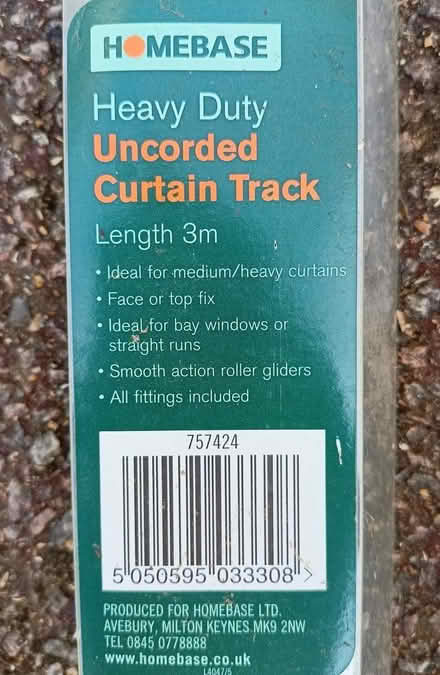 HOMEBASE
Heavy Duty
Uncorded
Curtain Track
Length 3m
• Ideal for medium/heavy curtains
• Face or top fix
• Ideal for bay windows or
straight runs
• Smooth action roller gliders
• All fittings included
757424
5 050595 033308 >
PRODUCED FOR HOMEBASE LTD.
AVEBURY, MILTON KEYNES MK9 2NW
TEL 0845 0778888
www.homebase.co.uk
L4047/5